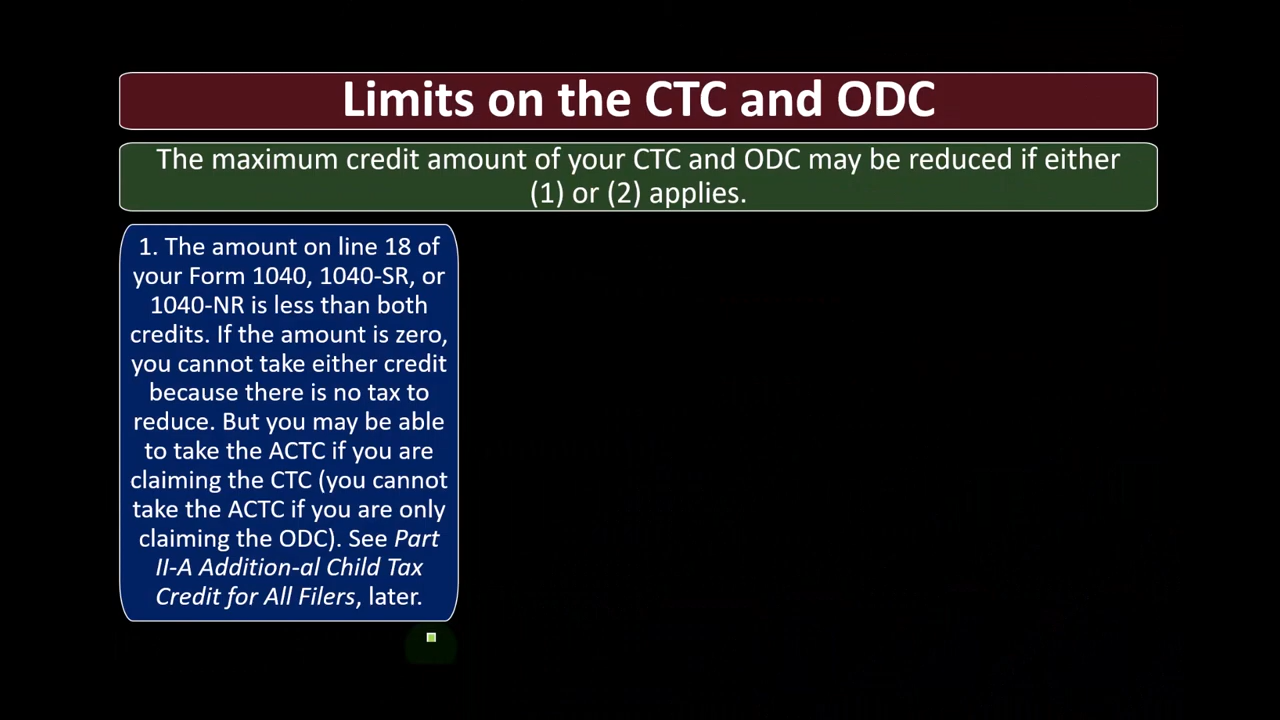 Limits on the CTC and ODC
The maximum credit amount of your CTC and ODC may be reduced if either
(1) or (2) applies.
1. The amount on line 18 of
your Form 1040, 1040-SR, or
1040-NR is less than both
credits. If the amount is zero,
you cannot take either credit
because there is no tax to
reduce. But you may be able
to take the ACTC if you are
claiming the CTC (you cannot
take the ACTC if you are only
claiming the ODC). See Part
II-A Addition-al Child Tax
Credit for All Filers, later.